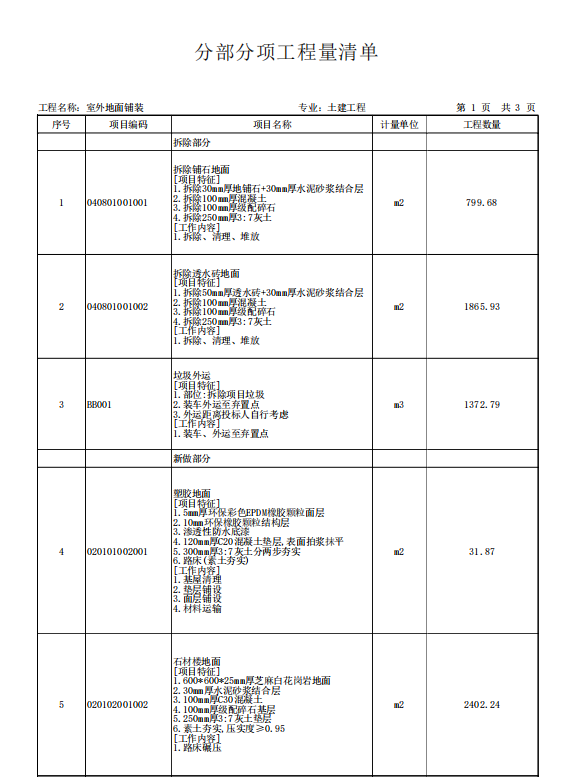 分部分项工程量清单
工程名称：室外地面铺装 专业：土建工程 第 1 页 共 3 页
序号 项目编码 项目名称 计量单位 工程数量
拆除部分
1 040801001001 m2 799.68
拆除铺石地面
[项目特征]
1.拆除30mm厚地铺石+30mm厚水泥砂浆结合层
2.拆除100mm厚混凝土
3.拆除100mm厚级配碎石
4.拆除250mm厚3:7灰土
[工作内容]
1.拆除、清理、堆放
2 040801001002 m2 1865.93
拆除透水砖地面
[项目特征]
1.拆除50mm厚透水砖+30mm厚水泥砂浆结合层
2.拆除100mm厚混凝土
3.拆除100mm厚级配碎石
4.拆除250mm厚3:7灰土
[工作内容]
1.拆除、清理、堆放
3 BB001 m3 1372.79
垃圾外运
[项目特征]
1.部位:拆除项目垃圾
2.装车外运至弃置点
3.外运距离投标人自行考虑
[工作内容]
1.装车、外运至弃置点
新做部分
4 020101002001 m2 31.87
塑胶地面
[项目特征]
1.5mm厚环保彩色EPDM橡胶颗粒面层
2.10mm环保橡胶颗粒结构层
3.渗透性防水底漆
4.120mm厚C20混凝土垫层,表面拍浆抹平
5.300mm厚3:7灰土分两步夯实
6.路床(素土夯实)
[工作内容]
1.基层清理
2.垫层铺设
3.面层铺设
4.材料运输
5 020102001002 m2 2402.24
石材楼地面
[项目特征]
1.600*600*25mm厚芝麻白花岗岩地面
2.30mm厚水泥砂浆结合层
3.100mm厚C30混凝土
4.100mm厚级配碎石基层
5.250mm厚3:7灰土垫层
6.素土夯实,压实度≥0.95
[工作内容]
1.路床碾压